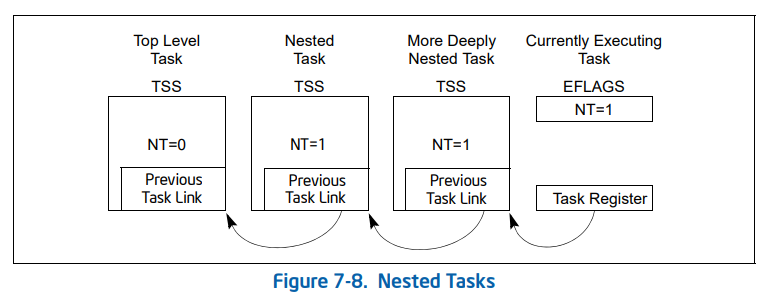 Top Level
Task
TSS
NT=0
Previous
Task Link
Nested
Task
TSS
NT=1
Previous
Task Link
More Deeply
Nested Task
TSS
NT=1
Previous
Task Link
Currently Executing
Task
EFLAGS
NT=1
Task Register
Figure 7-8. Nested Tasks